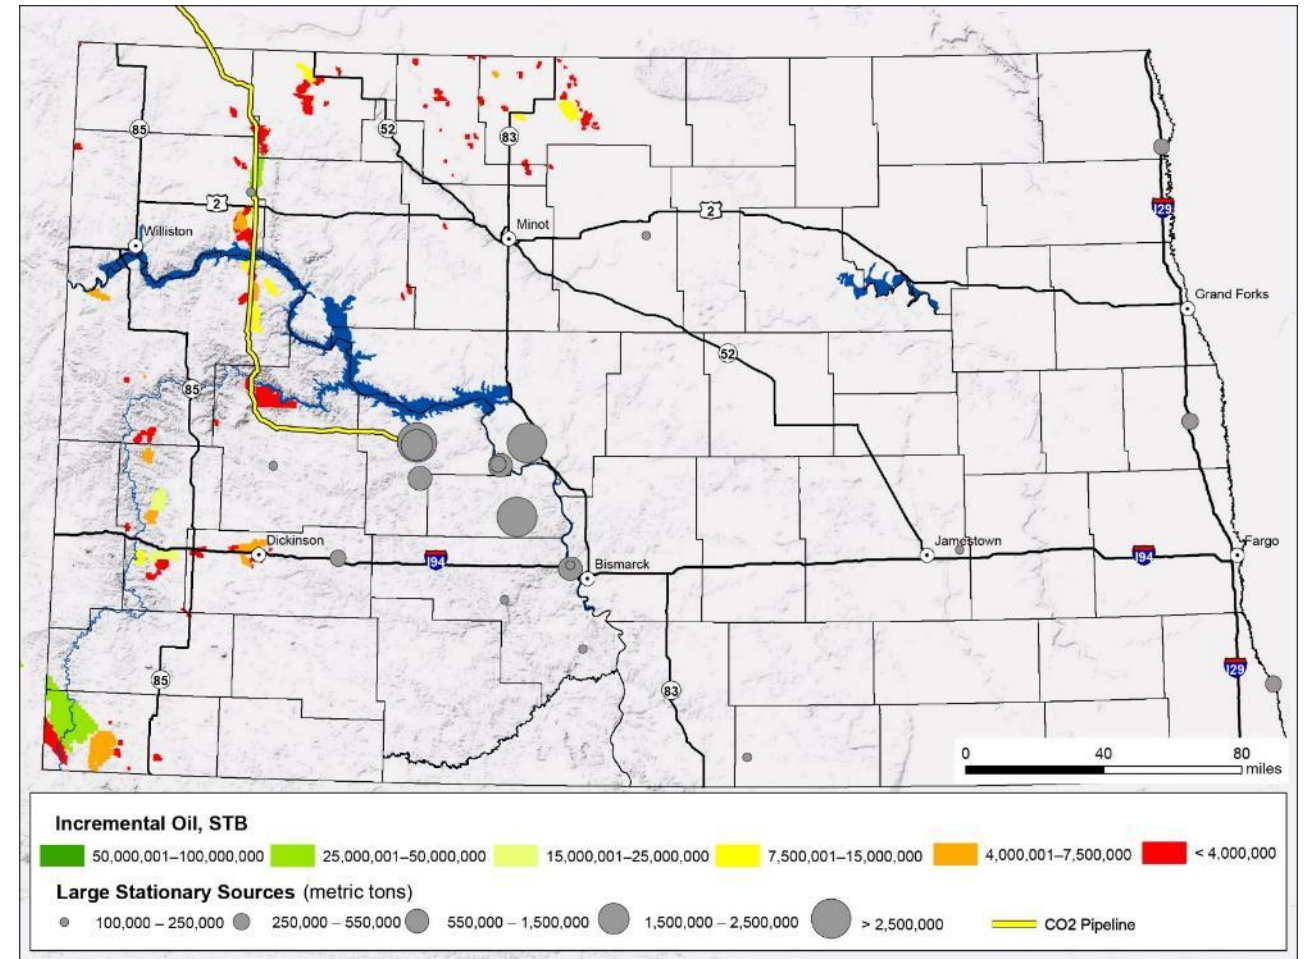 85
52
83
2
2
I29
Williston
Minot
Grand Forks
52
85
Dickinson
I94
Bismarck
Jamestown
I94
Fargo
85
83
I29
0 40 80
miles
Incremental Oil, STB
50,000,001–100,000,000 25,000,001–50,000,000 15,000,001–25,000,000 7,500,001–15,000,000 4,000,001–7,500,000 < 4,000,000
Large Stationary Sources (metric tons)
100,000 – 250,000 250,000 – 550,000 550,000 – 1,500,000 1,500,000 – 2,500,000 > 2,500,000 CO2 Pipeline